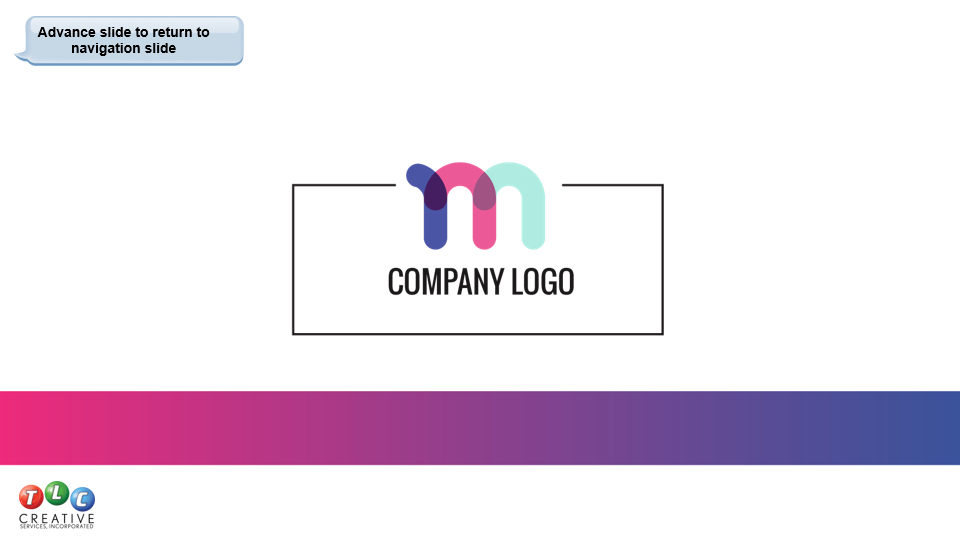 Advance slide to return to
navigation slide
m
COMPANY LOGO
TLC
CREATIVE
SERVICES, INCORPORATED